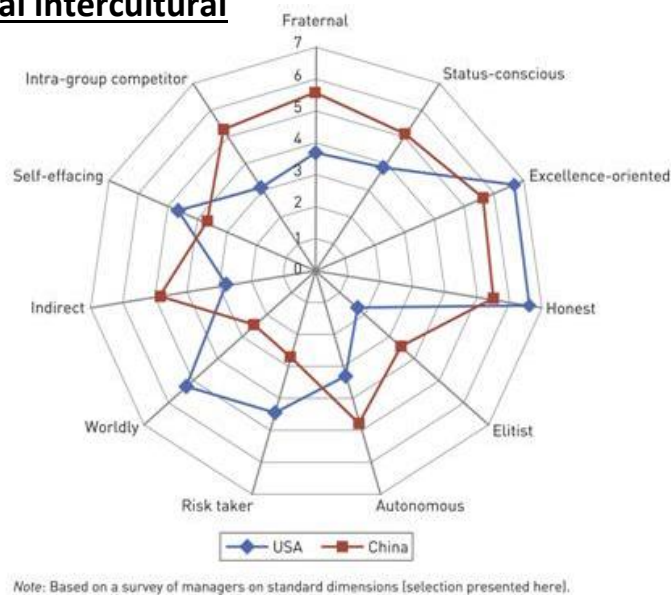 al intercultural
Fraternal
7
Intra-group competitor
Status-conscious
6
5
4
Self-effacing
Excellence-oriented
3
2
1
0
Indirect
Honest
Worldly
Elitist
Risk taker
Autonomous
USA
China
Note: Based on a survey of managers on standard dimensions (selection presented here).